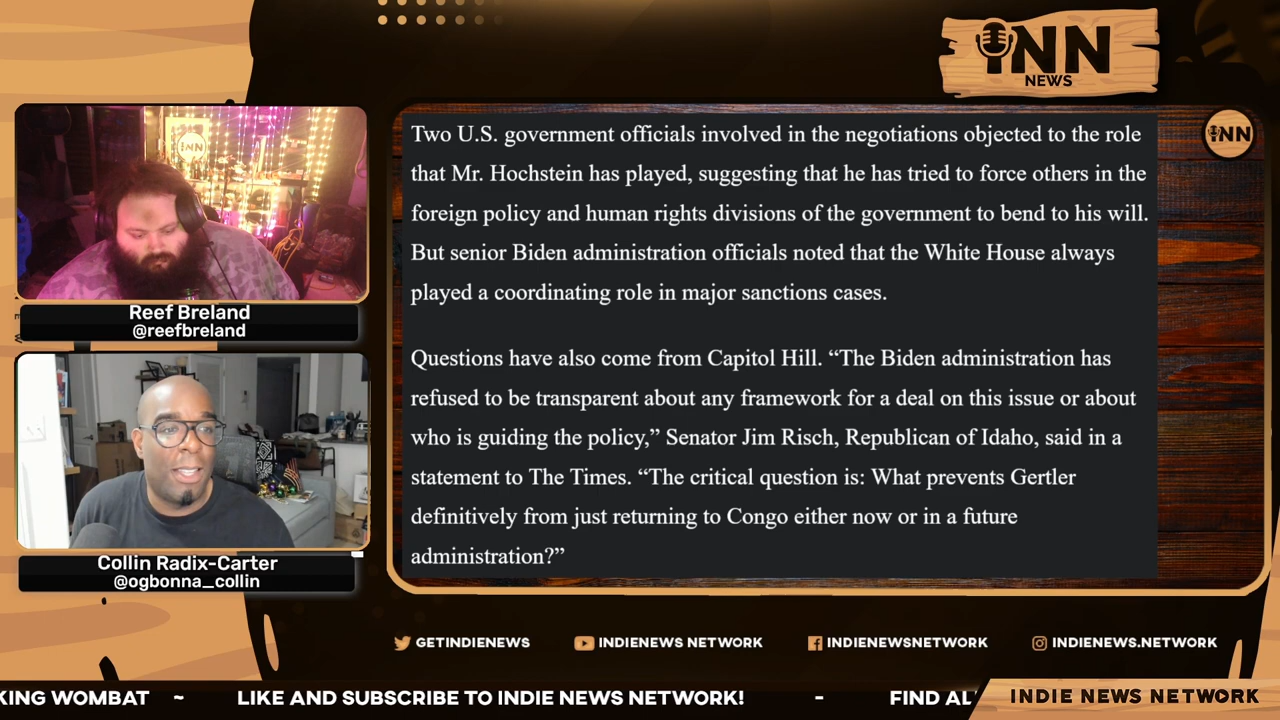 iNN
NEWS
iNN
iNN
Two U.S. government officials involved in the negotiations objected to the role
that Mr. Hochstein has played, suggesting that he has tried to force others in the
foreign policy and human rights divisions of the government to bend to his will.
But senior Biden administration officials noted that the White House always
played a coordinating role in major sanctions cases.
Questions have also come from Capitol Hill. “The Biden administration has
refused to be transparent about any framework for a deal on this issue or about
who is guiding the policy,” Senator Jim Risch, Republican of Idaho, said in a
statement to The Times. “The critical question is: What prevents Gertler
definitively from just returning to Congo either now or in a future
administration?”
Reef Breland
@reefbreland
Collin Radix-Carter
@ogbonna_collin
GETINDIENEWS
INDIENEWS NETWORK
INDIENEWSNETWORK
INDIENEWS.NETWORK
KING WOMBAT ~ LIKE AND SUBSCRIBE TO INDIE NEWS NETWORK! - FIND AL
INDIE NEWS NETWORK